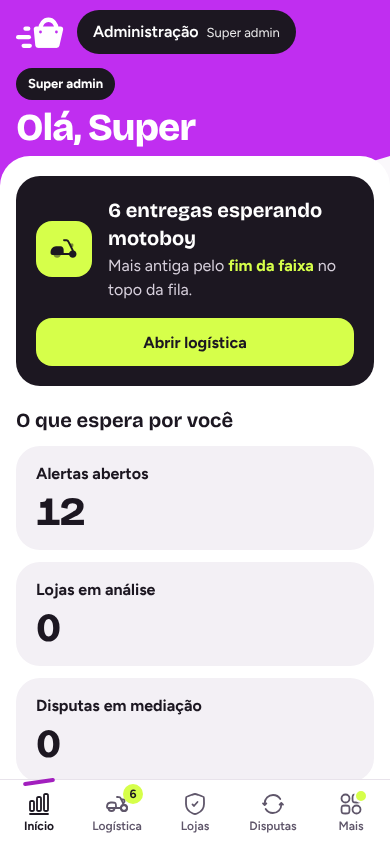 Administração Super admin
Super admin
Olá, Super
6 entregas esperando
motoboy
Mais antiga pelo fim da faixa no
topo da fila.
Abrir logística
O que espera por você
Alertas abertos
12
Lojas em análise
0
Disputas em mediação
0
6
Início Logística Lojas Disputas Mais